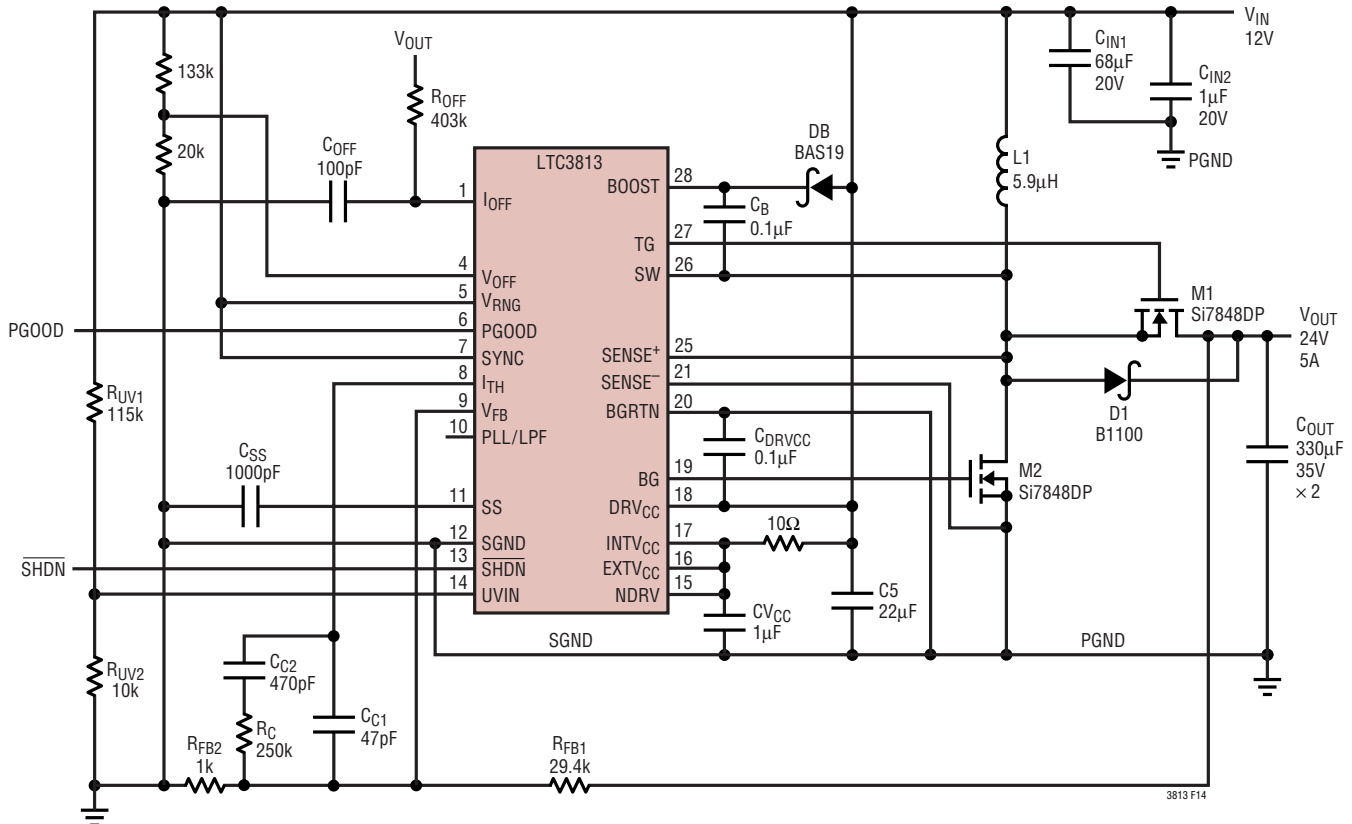 V_IN
12V
C_IN1
68µF
20V
C_IN2
1µF
20V
PGND
133k
20k
V_OUT
R_OFF
403k
C_OFF
100pF
DB
BAS19
L1
5.9µH
LTC3813
1
I_OFF
4
V_OFF
5
V_RNG
6
PGOOD
7
SYNC
8
I_TH
9
V_FB
10
PLL/LPF
11
SS
12
SGND
13
SHDN
14
UVIN
BOOST
28
TG
27
SW
26
SENSE+
25
SENSE–
21
BGRTN
20
BG
19
DRV_CC
18
INTV_CC
17
EXTV_CC
16
NDRV
15
C_B
0.1µF
M1
Si7848DP
V_OUT
24V
5A
PGOOD
R_UV1
115k
D1
B1100
C_DRVCC
0.1µF
C_OUT
330µF
35V
× 2
M2
Si7848DP
C_SS
1000pF
10Ω
SHDN
C5
22µF
CV_CC
1µF
SGND
PGND
R_UV2
10k
C_C2
470pF
R_C
250k
C_C1
47pF
R_FB2
1k
R_FB1
29.4k
3813 F14